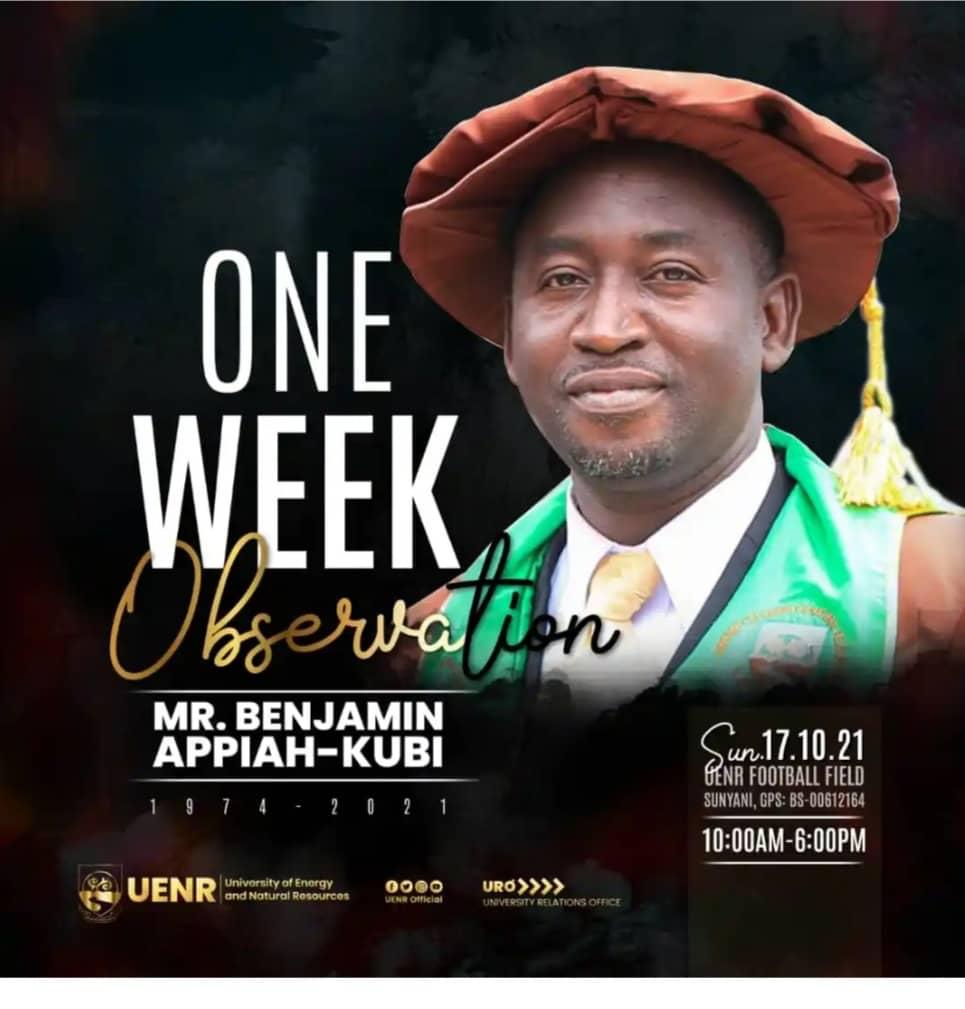 ONE
WEEK
Observation
MR. BENJAMIN
APPIAH-KUBI
1974-2021
Sun.17.10.21
UENR FOOTBALL FIELD
SUNYANI, GPS: BS-00612164
10:00AM-6:00PM
UENR University of Energy
and Natural Resources
UENR Official
URO
UNIVERSITY RELATIONS OFFICE